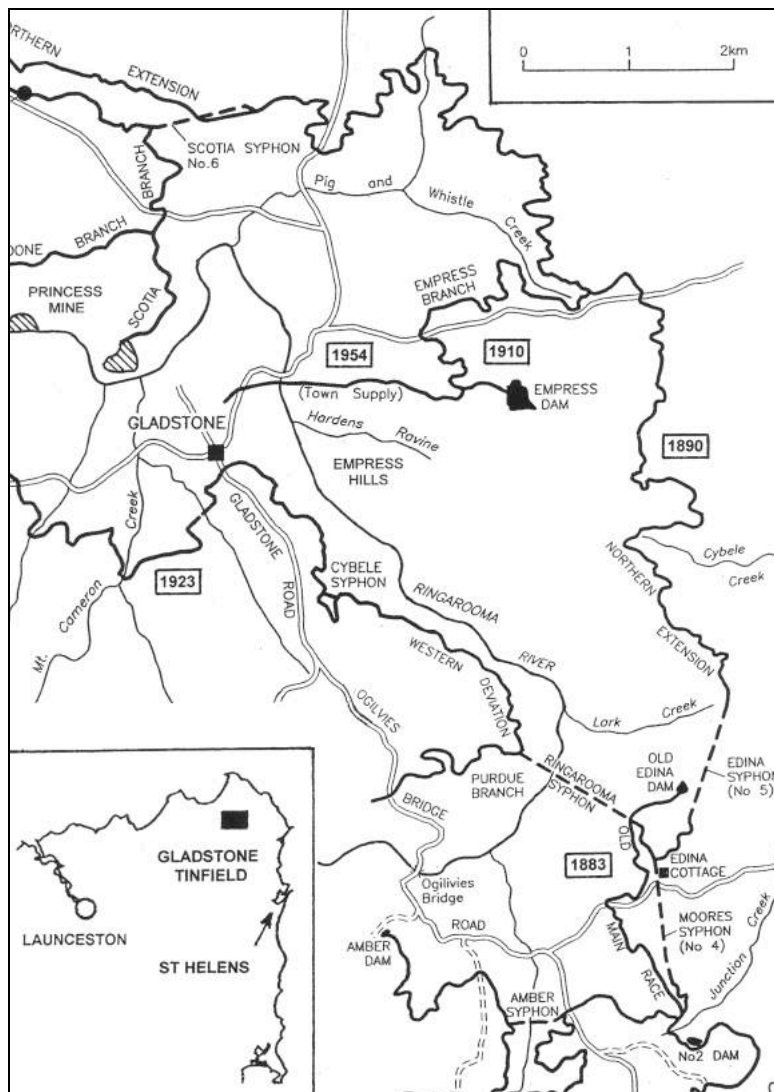 ORTHERN
EXTENSION
0 1 2km
SCOTIA SYPHON
No.6
BRANCH
Pig and
Whistle
Creek
DONE BRANCH
EMPRESS
BRANCH
PRINCESS
MINE
SCOTIA
1954
1910
(Town Supply)
EMPRESS
DAM
GLADSTONE
Hardens Ravine
1890
EMPRESS
HILLS
Creek
GLADSTONE
ROAD
NORTHERN
EXTENSION
Cybele
Creek
CYBELE
SYPHON
1923
Mt. Cameron
RINGAROOMA
RIVER
WESTERN
DEVIATION
OGILVIES
BRIDGE
ROAD
Lark Creek
OLD
EDINA
DAM
EDINA
SYPHON
(No 5)
RINGAROOMA
SYPHON
PURDUE
BRANCH
OLD
MAIN
RACE
1883
EDINA
COTTAGE
Ogilivies
Bridge
MOORES
SYPHON
(No 4)
Junction Creek
AMBER
DAM
AMBER
SYPHON
No2 DAM
GLADSTONE
TINFIELD
LAUNCESTON
ST HELENS